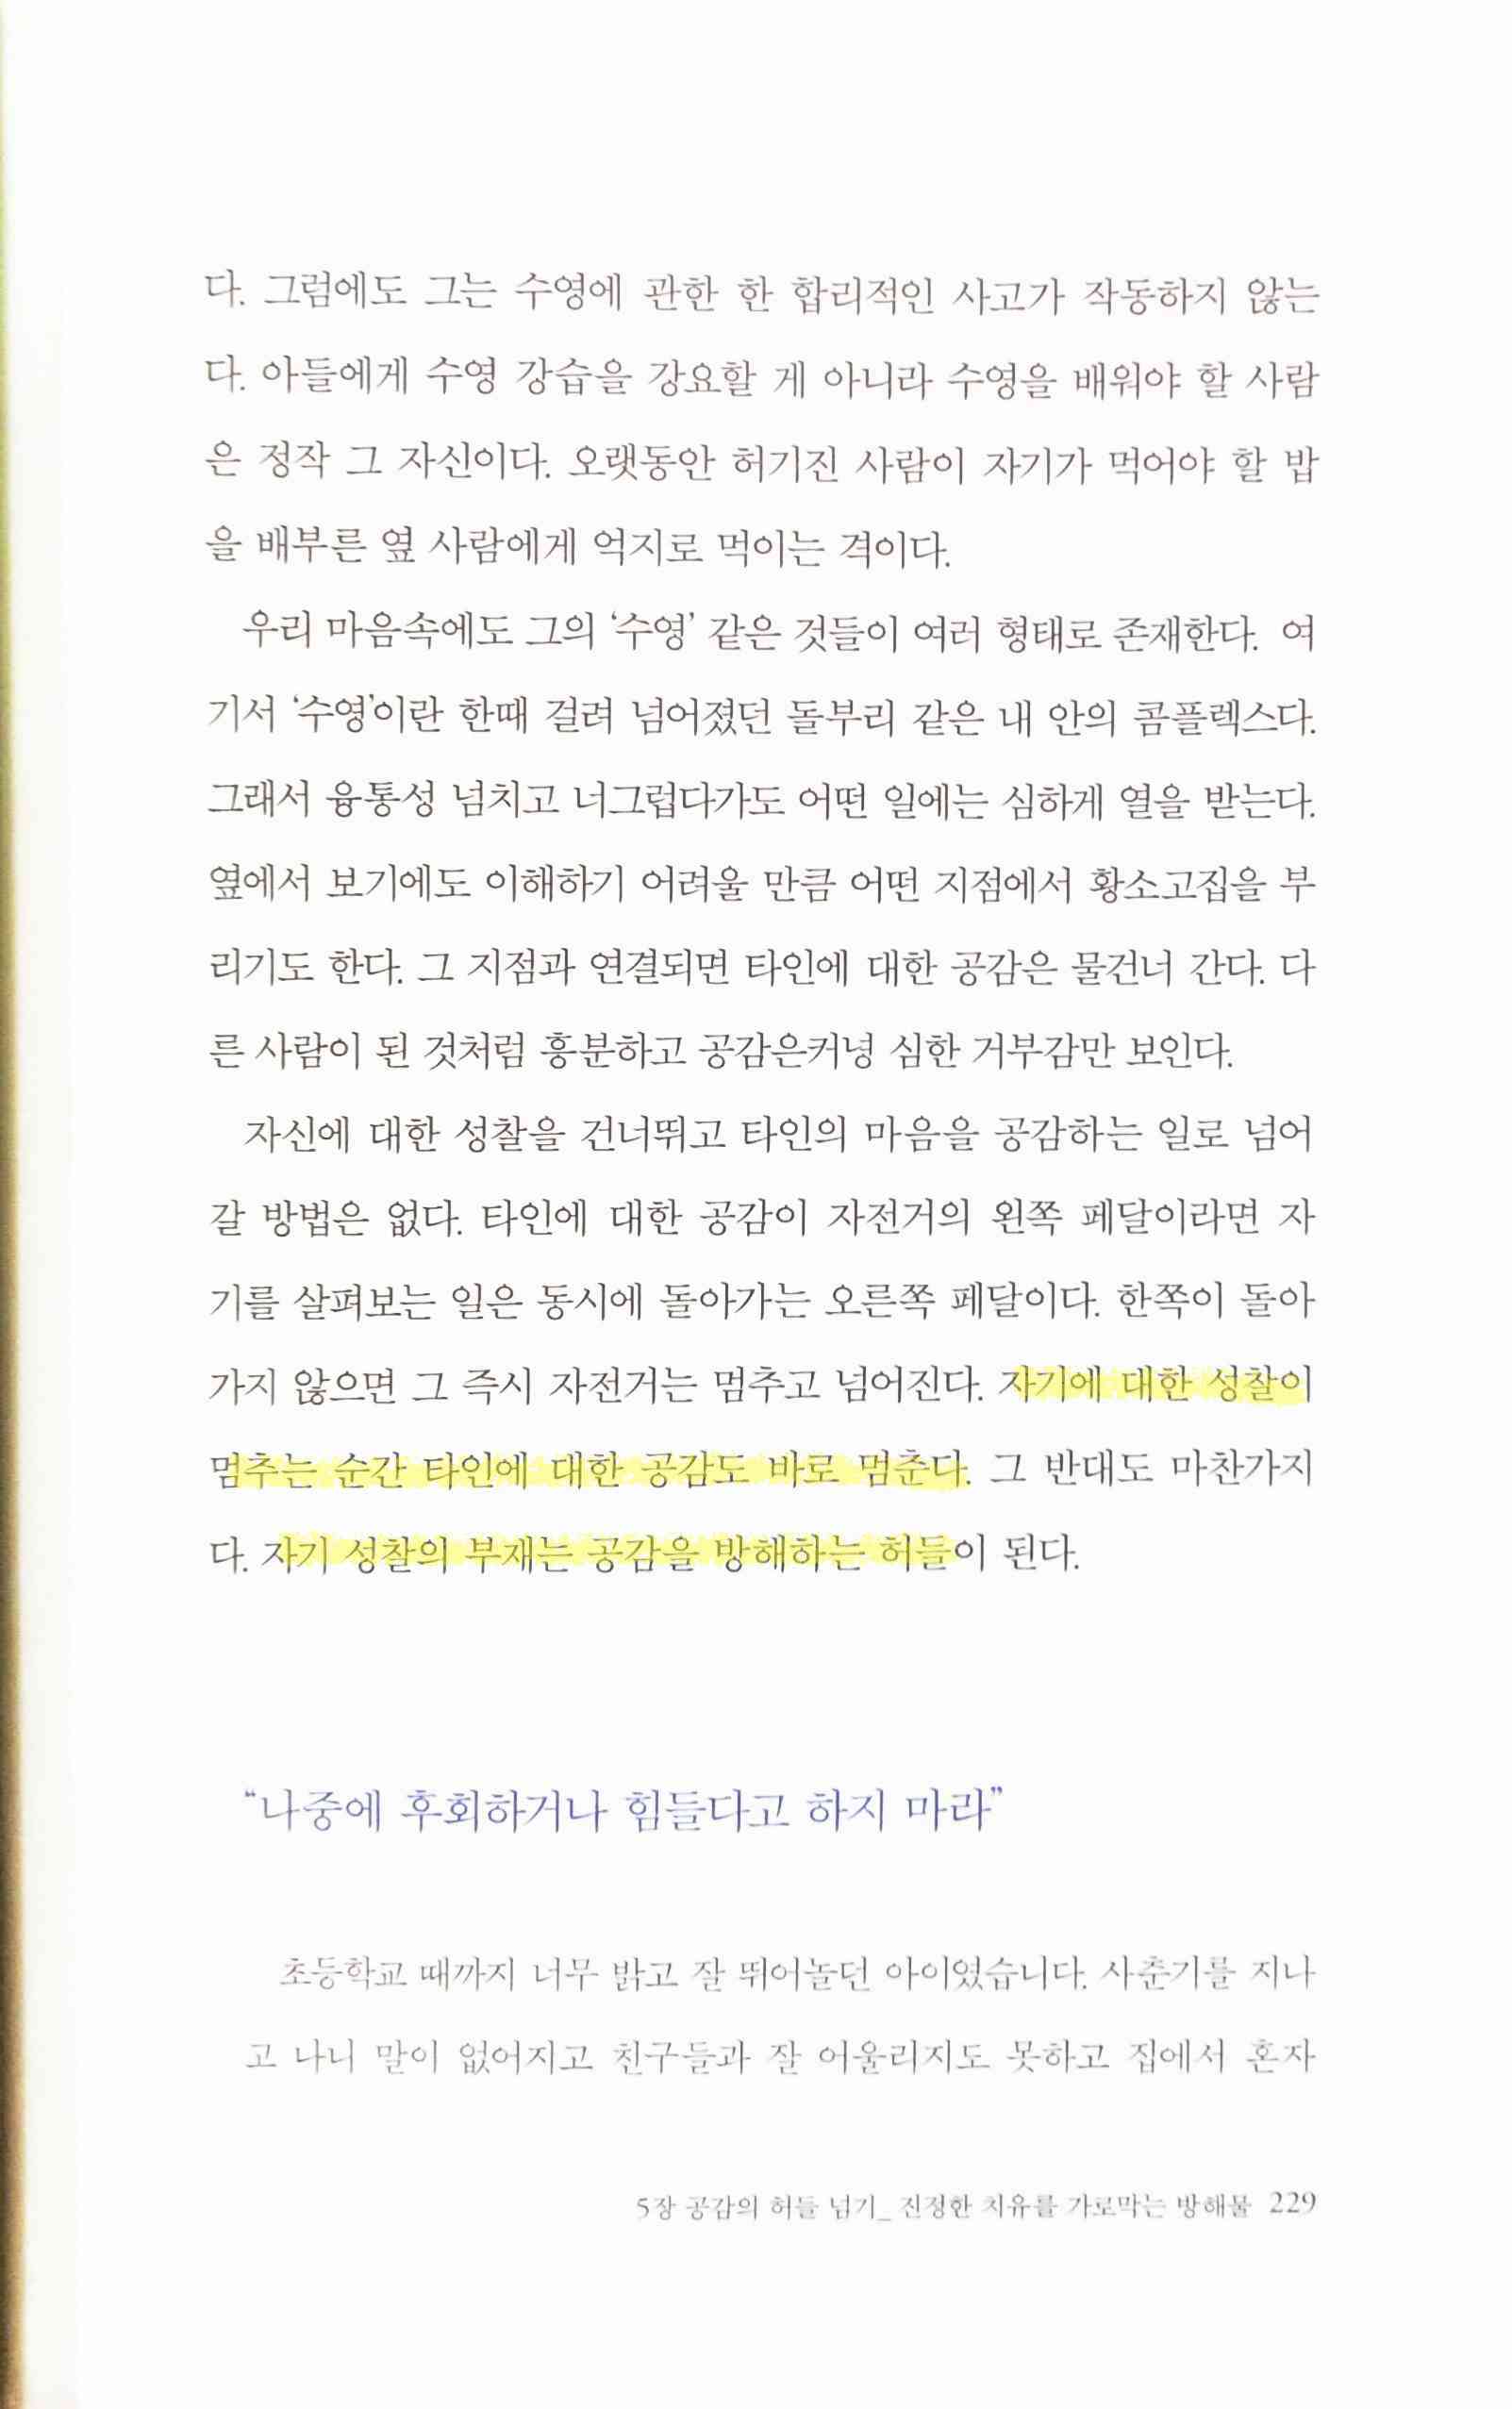 다. 그럼에도 그는 수영에 관한 한 합리적인 사고가 작동하지 않는
다. 아들에게 수영 강습을 강요할 게 아니라 수영을 배워야 할 사람
은 정작 그 자신이다. 오랫동안 허기진 사람이 자기가 먹어야 할 밥
을 배부른 옆 사람에게 억지로 먹이는 격이다.
우리 마음속에도 그의 ‘수영’ 같은 것들이 여러 형태로 존재한다. 여
기서 ‘수영’이란 한때 걸려 넘어졌던 돌부리 같은 내 안의 콤플렉스다.
그래서 융통성 넘치고 너그럽다가도 어떤 일에는 심하게 열을 받는다.
옆에서 보기에도 이해하기 어려울 만큼 어떤 지점에서 황소고집을 부
리기도 한다. 그 지점과 연결되면 타인에 대한 공감은 물건너 간다. 다
른 사람이 된 것처럼 흥분하고 공감은커녕 심한 거부감만 보인다.
자신에 대한 성찰을 건너뛰고 타인의 마음을 공감하는 일로 넘어
갈 방법은 없다. 타인에 대한 공감이 자전거의 왼쪽 페달이라면 자
기를 살펴보는 일은 동시에 돌아가는 오른쪽 페달이다. 한쪽이 돌아
가지 않으면 그 즉시 자전거는 멈추고 넘어진다. 자기에 대한 성찰이
멈추는 순간 타인에 대한 공감도 바로 멈춘다. 그 반대도 마찬가지
다. 자기 성찰의 부재는 공감을 방해하는 허들이 된다.
“나중에 후회하거나 힘들다고 하지 마라”
초등학교 때까지 너무 밝고 잘 뛰어놀던 아이였습니다. 사춘기를 지나
고 나니 말이 없어지고 친구들과 잘 어울리지도 못하고 집에서 혼자
5장 공감의 허들 넘기_ 진정한 치유를 가로막는 방해물 229